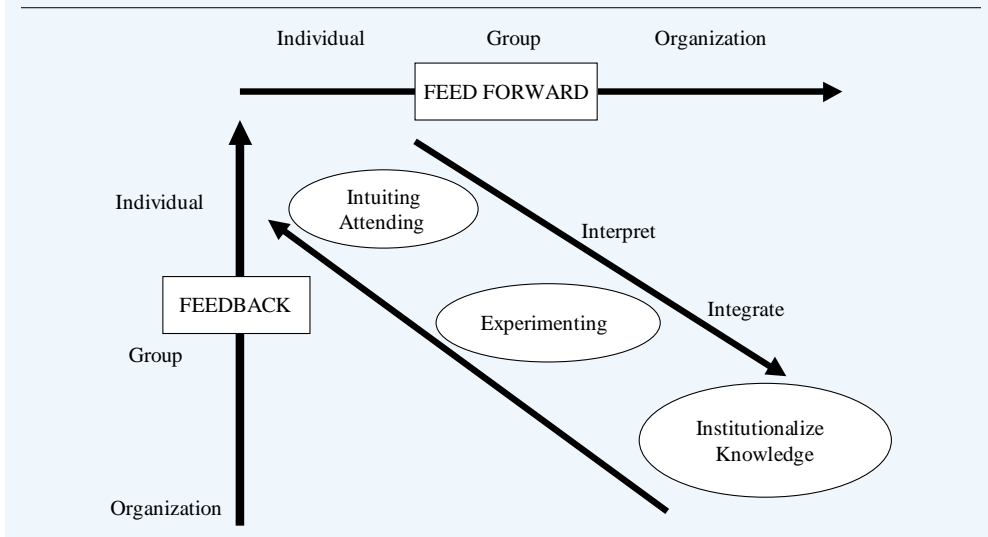 Individual
Group
Organization
FEED FORWARD
Individual
Intuiting
Attending
Interpret
FEEDBACK
Integrate
Experimenting
Group
Institutionalize
Knowledge
Organization